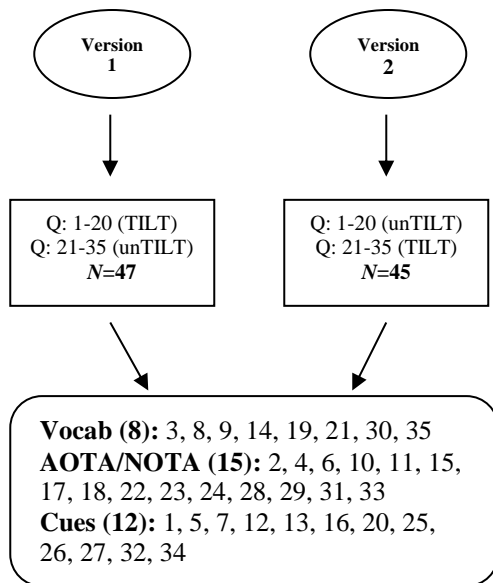 Version
1
Version
2
Q: 1-20 (TILT)
Q: 21-35 (unTILT)
N=47
Q: 1-20 (unTILT)
Q: 21-35 (TILT)
N=45
Vocab (8): 3, 8, 9, 14, 19, 21, 30, 35
AOTA/NOTA (15): 2, 4, 6, 10, 11, 15,
17, 18, 22, 23, 24, 28, 29, 31, 33
Cues (12): 1, 5, 7, 12, 13, 16, 20, 25,
26, 27, 32, 34